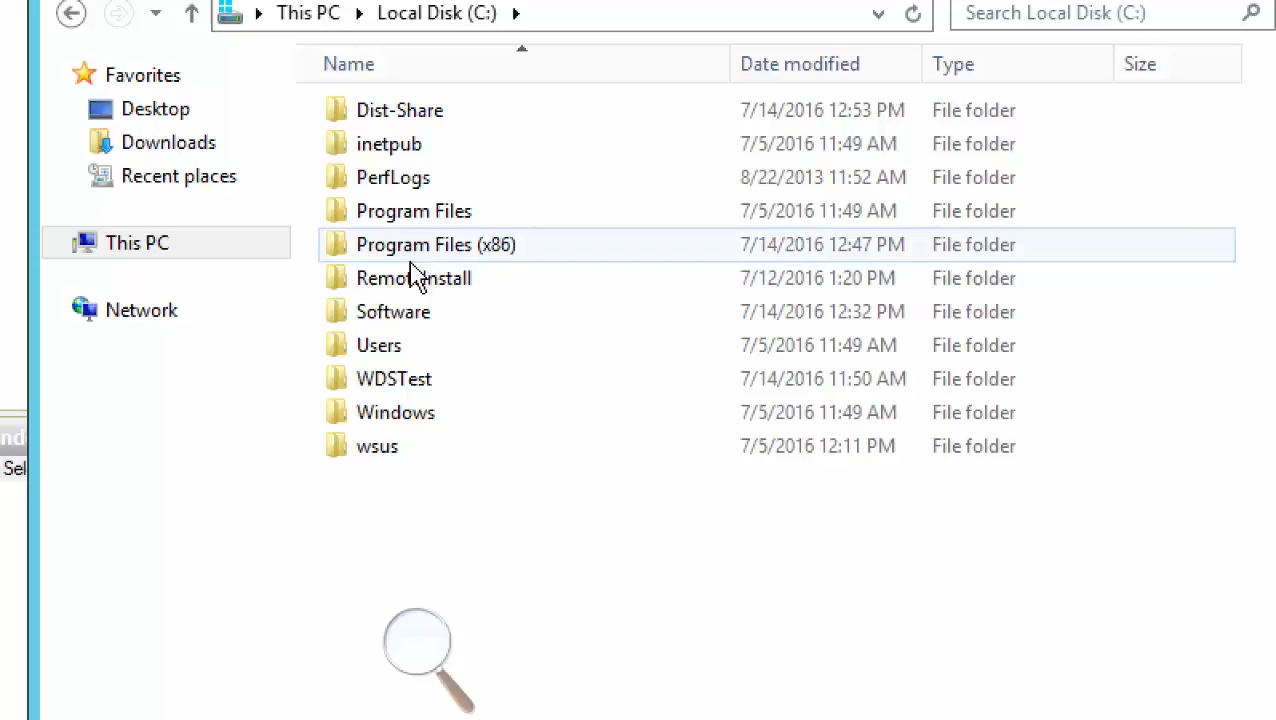 This PC Local Disk (C:) Search Local Disk (C:)
Name Date modified Type Size
Favorites
Desktop
Downloads
Recent places
This PC
Network
Dist-Share 7/14/2016 12:53 PM File folder
inetpub 7/5/2016 11:49 AM File folder
PerfLogs 8/22/2013 11:52 AM File folder
Program Files 7/5/2016 11:49 AM File folder
Program Files (x86) 7/14/2016 12:47 PM File folder
RemoteInstall 7/12/2016 1:20 PM File folder
Software 7/14/2016 12:32 PM File folder
Users 7/5/2016 11:49 AM File folder
WDSTest 7/14/2016 11:50 AM File folder
Windows 7/5/2016 11:49 AM File folder
wsus 7/5/2016 12:11 PM File folder
nd
Sel